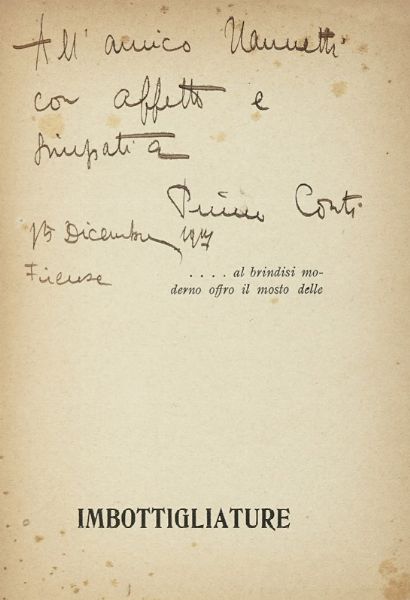 All' amico Nannetti
con affetto e
simpatia
Primo Conti
15 Dicembre 1917
Firenze
. . . . al brindisi mo-
derno offro il mosto delle
IMBOTTIGLIATURE